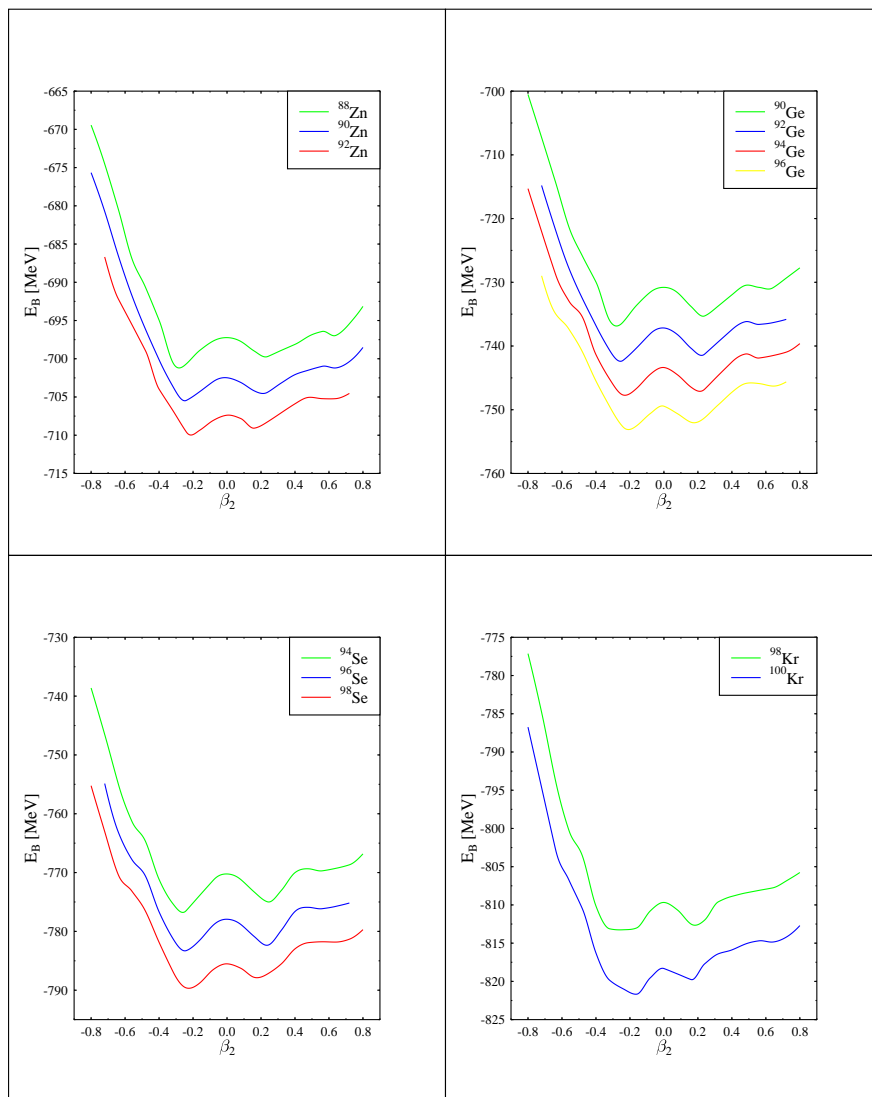 -665
-670
-675
-680
-685
-690
-695
-700
-705
-710
-715
E_B [MeV]
-0.8 -0.6 -0.4 -0.2 0.0 0.2 0.4 0.6 0.8
β₂
⁸⁸Zn
⁹⁰Zn
⁹²Zn
-700
-710
-720
-730
-740
-750
-760
E_B [MeV]
-0.8 -0.6 -0.4 -0.2 0.0 0.2 0.4 0.6 0.8
β₂
⁹⁰Ge
⁹²Ge
⁹⁴Ge
⁹⁶Ge
-730
-740
-750
-760
-770
-780
-790
E_B [MeV]
-0.8 -0.6 -0.4 -0.2 0.0 0.2 0.4 0.6 0.8
β₂
⁹⁴Se
⁹⁶Se
⁹⁸Se
-775
-780
-785
-790
-795
-800
-805
-810
-815
-820
-825
E_B [MeV]
-0.8 -0.6 -0.4 -0.2 0.0 0.2 0.4 0.6 0.8
β₂
⁹⁸Kr
¹⁰⁰Kr